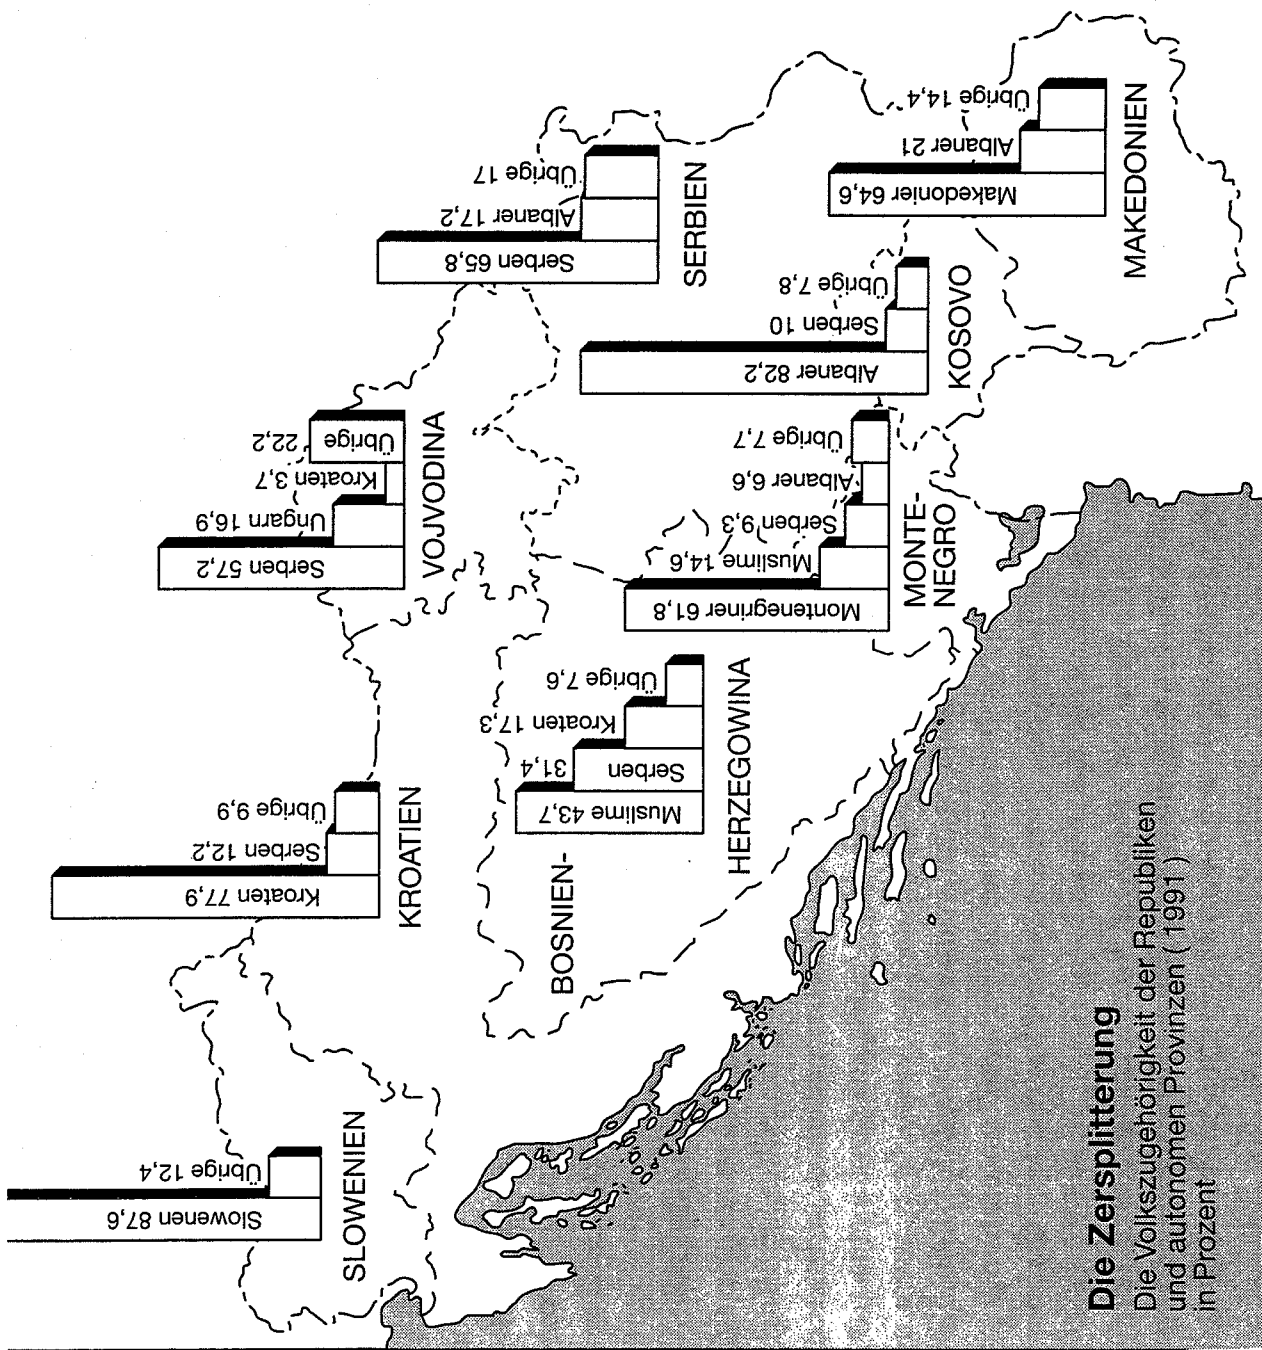 SLOWENIEN
Slowenen 87,6
Übrige 12,4
KROATIEN
Kroaten 77,9
Serben 12,2
Übrige 9,9
VOJVODINA
Serben 57,2
Ungarn 16,9
Kroaten 3,7
Übrige 22,2
BOSNIEN-
HERZEGOWINA
Muslime 43,7
Serben 31,4
Kroaten 17,3
Übrige 7,6
SERBIEN
Serben 65,8
Albaner 17,2
Übrige 17
MONTE-
NEGRO
Montenegriner 61,8
Muslime 14,6
Serben 9,3
Albaner 6,6
Übrige 7,7
KOSOVO
Albaner 82,2
Serben 10
Übrige 7,8
MAKEDONIEN
Makedonier 64,6
Albaner 21
Übrige 14,4
Die Zersplitterung
Die Volkszugehörigkeit der Republiken
und autonomen Provinzen (1991)
in Prozent